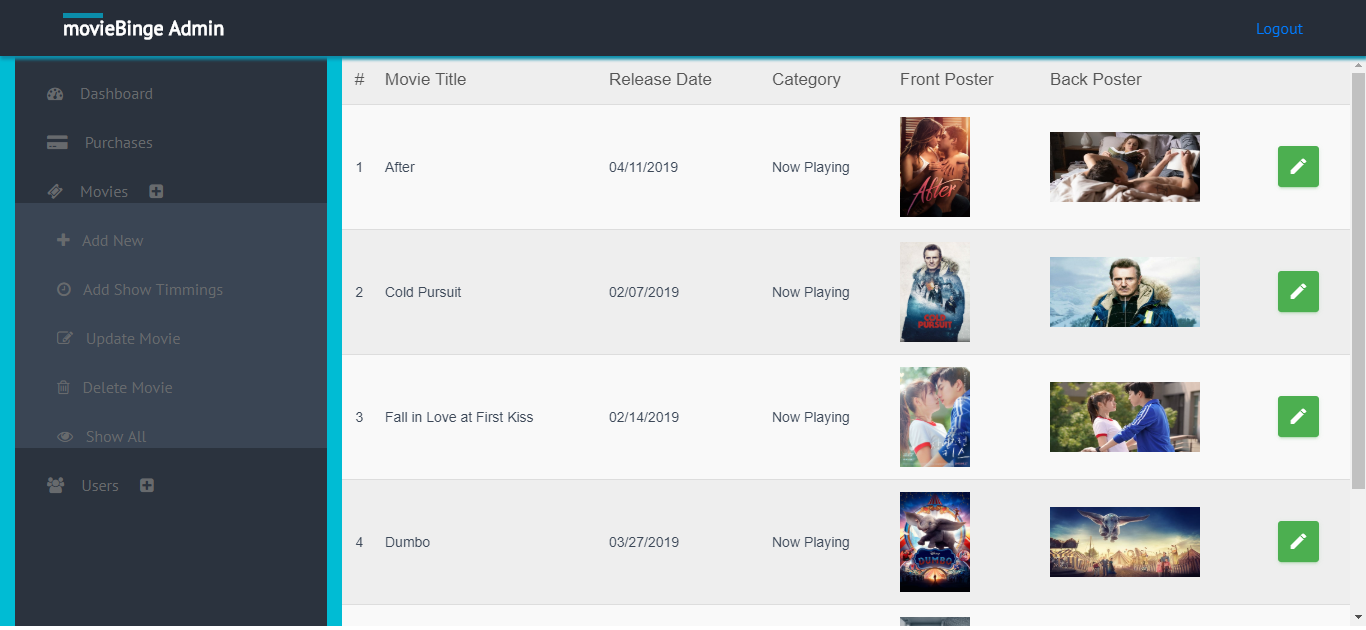 movieBinge Admin
Logout
Dashboard
Purchases
Movies
Add New
Add Show Timmings
Update Movie
Delete Movie
Show All
Users
# Movie Title Release Date Category Front Poster Back Poster
1 After 04/11/2019 Now Playing
After
2 Cold Pursuit 02/07/2019 Now Playing
COLD
PURSUIT
3 Fall in Love at First Kiss 02/14/2019 Now Playing
4 Dumbo 03/27/2019 Now Playing
DUMBO